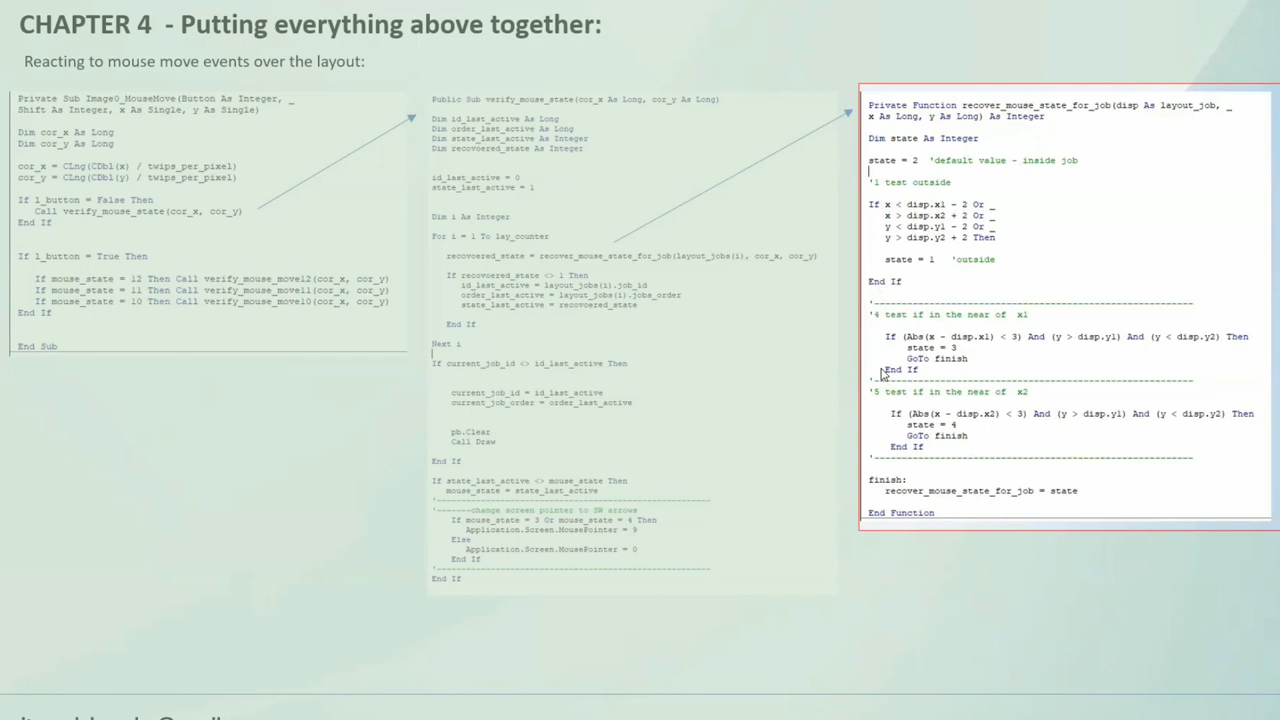 CHAPTER 4 - Putting everything above together:
Reacting to mouse move events over the layout:
Private Sub Image0_MouseMove(Button As Integer, _
Shift As Integer, x As Single, y As Single)
Dim cor_x As Long
Dim cor_y As Long
cor_x = CLng(CDbl(x) / twips_per_pixel)
cor_y = CLng(CDbl(y) / twips_per_pixel)
If l_button = False Then
Call verify_mouse_state(cor_x, cor_y)
End If
If l_button = True Then
If mouse_state = 12 Then Call verify_mouse_move12(cor_x, cor_y)
If mouse_state = 11 Then Call verify_mouse_move11(cor_x, cor_y)
If mouse_state = 10 Then Call verify_mouse_move10(cor_x, cor_y)
End If
End Sub
Public Sub verify_mouse_state(cor_x As Long, cor_y As Long)
Dim id_last_active As Long
Dim order_last_active As Long
Dim state_last_active As Integer
Dim recovoered_state As Integer
id_last_active = 0
state_last_active = 1
Dim i As Integer
For i = 1 To lay_counter
recovoered_state = recover_mouse_state_for_job(layout_jobs(i), cor_x, cor_y)
If recovoered_state <> 1 Then
id_last_active = layout_jobs(i).job_id
order_last_active = layout_jobs(i).jobs_order
state_last_active = recovoered_state
End If
Next i
If current_job_id <> id_last_active Then
current_job_id = id_last_active
current_job_order = order_last_active
pb.Clear
Call Draw
End If
If state_last_active <> mouse_state Then
mouse_state = state_last_active
'---------------------------------------------------------
'-------change screen pointer to SW arrows
If mouse_state = 3 Or mouse_state = 4 Then
Application.Screen.MousePointer = 9
Else
Application.Screen.MousePointer = 0
End If
'---------------------------------------------------------
End If
Private Function recover_mouse_state_for_job(disp As layout_job, _
x As Long, y As Long) As Integer
Dim state As Integer
state = 2 'default value - inside job
'1 test outside
If x < disp.x1 - 2 Or _
x > disp.x2 + 2 Or _
y < disp.y1 - 2 Or _
y > disp.y2 + 2 Then
state = 1 'outside
End If
'---------------------------------------------------------
'4 test if in the near of x1
If (Abs(x - disp.x1) < 3) And (y > disp.y1) And (y < disp.y2) Then
state = 3
GoTo finish
End If
'---------------------------------------------------------
'5 test if in the near of x2
If (Abs(x - disp.x2) < 3) And (y > disp.y1) And (y < disp.y2) Then
state = 4
GoTo finish
End If
'---------------------------------------------------------
finish:
recover_mouse_state_for_job = state
End Function